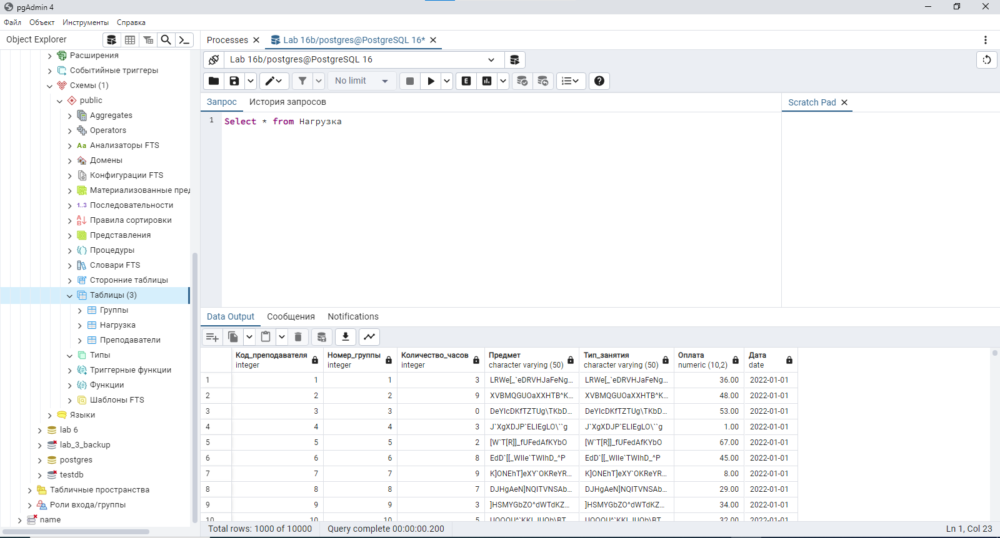 pgAdmin 4
Файл Объект Инструменты Справка
Object Explorer
Расширения
Событийные триггеры
Схемы (1)
public
Aggregates
Operators
Aa Анализаторы FTS
Домены
Конфигурации FTS
Материализованные пред
1..3 Последовательности
Правила сортировки
Представления
Процедуры
Словари FTS
Сторонние таблицы
Таблицы (3)
Группы
Нагрузка
Преподаватели
Типы
Триггерные функции
Функции
Шаблоны FTS
Языки
lab 6
lab_3_backup
postgres
testdb
Табличные пространства
Роли входа/группы
name
Processes Lab 16b/postgres@PostgreSQL 16*
Lab 16b/postgres@PostgreSQL 16
No limit E
Запрос История запросов Scratch Pad
1 Select * from Нагрузка
Data Output Сообщения Notifications
Код_преподавателя Номер_группы Количество_часов Предмет Тип_занятия Оплата Дата
integer integer integer character varying (50) character varying (50) numeric (10,2) date
1 1 1 3 LRWe[_`eDRVHJaFeNg... LRWe[_`eDRVHJaFeNg... 36.00 2022-01-01
2 2 2 9 XVBMQGUOaXXHTB^K... XVBMQGUOaXXHTB^K... 48.00 2022-01-01
3 3 3 0 DeYIcDKfTZTUg\TKbD... DeYIcDKfTZTUg\TKbD... 53.00 2022-01-01
4 4 4 3 J`XgXDJP`ELIEgLO\``g J`XgXDJP`ELIEgLO\``g 1.00 2022-01-01
5 5 5 2 [W`T[R]]_fUFedAfKYbO [W`T[R]]_fUFedAfKYbO 67.00 2022-01-01
6 6 6 8 EdD`[[_WIIe`TWIhD_^P EdD`[[_WIIe`TWIhD_^P 45.00 2022-01-01
7 7 7 9 K]ONEhT]eXY`OKReYR... K]ONEhT]eXY`OKReYR... 8.00 2022-01-01
8 8 8 7 DJHgAeN]NQITVNSAb... DJHgAeN]NQITVNSAb... 29.00 2022-01-01
9 9 9 3 ]HSMYGbZO^dWTdKZ... ]HSMYGbZO^dWTdKZ... 34.00 2022-01-01
10 10 10 5 32.00 2022-01-01
Total rows: 1000 of 10000 Query complete 00:00:00.200 Ln 1, Col 23